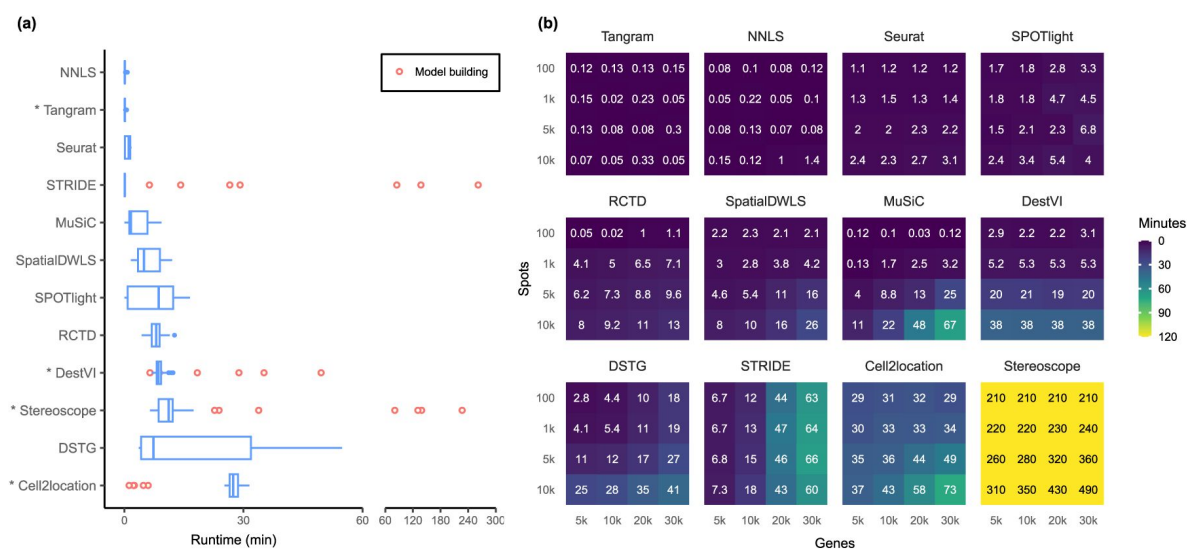 (a)
NNLS
* Tangram
Seurat
STRIDE
MuSiC
SpatialDWLS
SPOTlight
RCTD
* DestVI
* Stereoscope
DSTG
* Cell2location
Model building
0 30 60 60 120 180 240 300
Runtime (min)
(b)
Tangram NNLS Seurat SPOTlight
100 0.12 0.13 0.13 0.15 0.08 0.1 0.08 0.12 1.1 1.2 1.2 1.2 1.7 1.8 2.8 3.3
1k 0.15 0.02 0.23 0.05 0.05 0.22 0.05 0.1 1.3 1.5 1.3 1.4 1.8 1.8 4.7 4.5
5k 0.13 0.08 0.08 0.3 0.08 0.13 0.07 0.08 2 2 2.3 2.2 1.5 2.1 2.3 6.8
10k 0.07 0.05 0.33 0.05 0.15 0.12 1 1.4 2.4 2.3 2.7 3.1 2.4 3.4 5.4 4
RCTD SpatialDWLS MuSiC DestVI
100 0.05 0.02 1 1.1 2.2 2.3 2.1 2.1 0.12 0.1 0.03 0.12 2.9 2.2 2.2 3.1
1k 4.1 5 6.5 7.1 3 2.8 3.8 4.2 0.13 1.7 2.5 3.2 5.2 5.3 5.3 5.3
5k 6.2 7.3 8.8 9.6 4.6 5.4 11 16 4 8.8 13 25 20 21 19 20
10k 8 9.2 11 13 8 10 16 26 11 22 48 67 38 38 38 38
DSTG STRIDE Cell2location Stereoscope
100 2.8 4.4 10 18 6.7 12 44 63 29 31 32 29 210 210 210 210
1k 4.1 5.4 11 19 6.7 13 47 64 30 33 33 34 220 220 230 240
5k 11 12 17 27 6.8 15 46 66 35 36 44 49 260 280 320 360
10k 25 28 35 41 7.3 18 43 60 37 43 58 73 310 350 430 490
5k 10k 20k 30k 5k 10k 20k 30k 5k 10k 20k 30k 5k 10k 20k 30k
Genes
Spots
Minutes
0
30
60
90
120